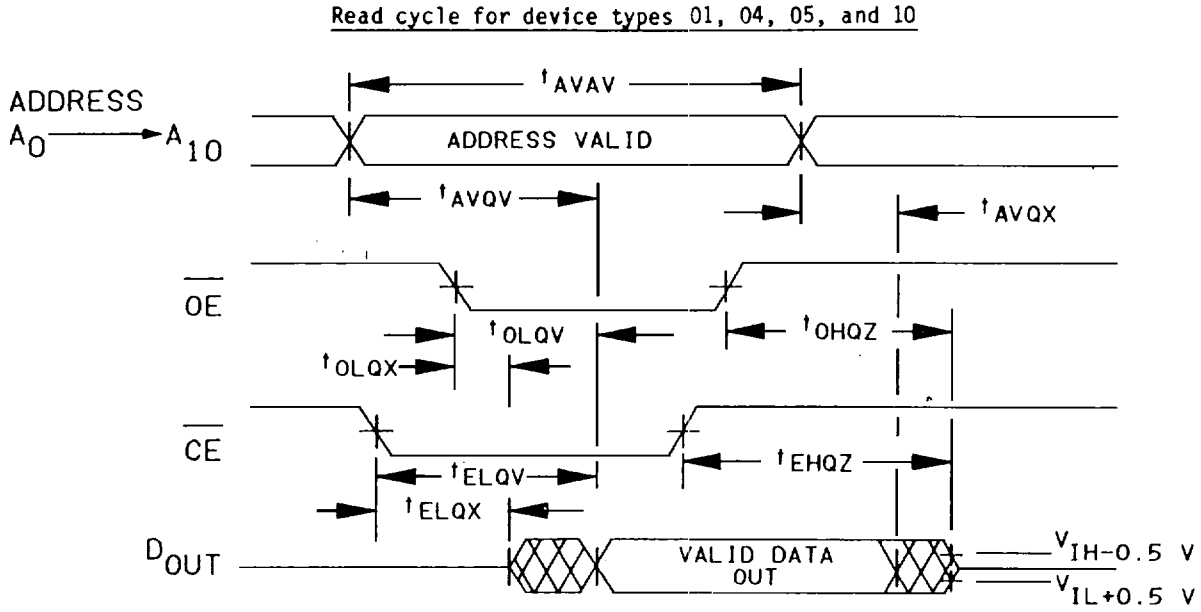 Read cycle for device types 01, 04, 05, and 10
tAVAV
ADDRESS
A0 → A10
ADDRESS VALID
tAVQV
tAVQX
OE
tOLQV
tOHQZ
tOLQX
CE
tELQV
tEHQZ
tELQX
DOUT
VALID DATA
OUT
VIH-0.5 V
VIL+0.5 V